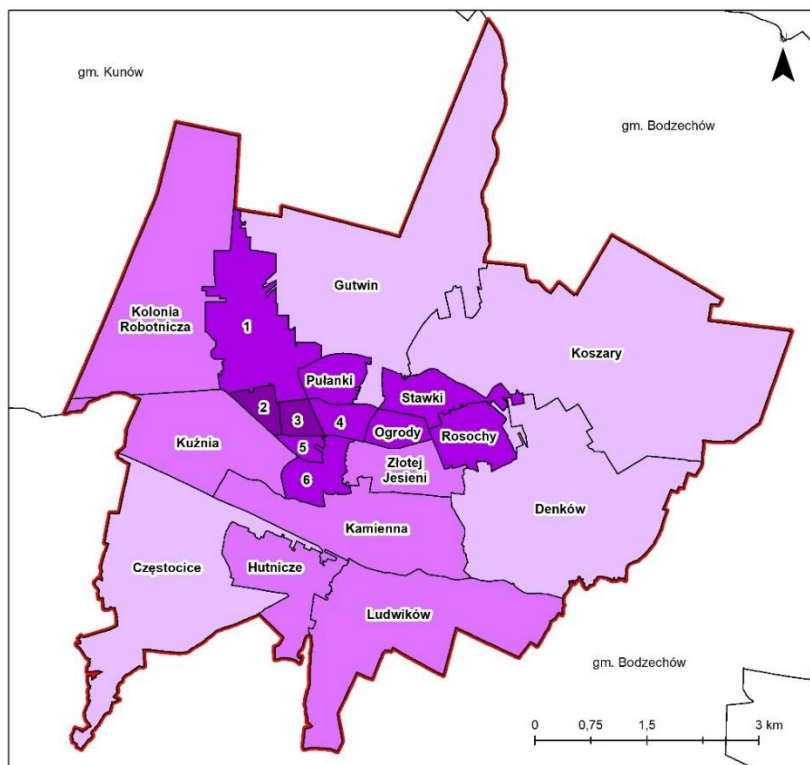 gm. Kunów
gm. Bodzechów
Gutwin
Kolonia
Robotnicza
1
Koszary
Pułanki
Stawki
2
3
4
Ogrody
Rosochy
Kuźnia
5
6
Złotej
Jesieni
Denków
Kamienna
Częstocice
Hutnicze
Ludwików
gm. Bodzechów
0 0,75 1,5 3 km